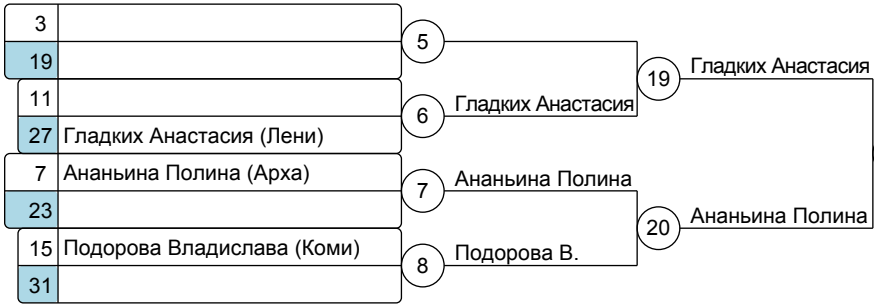 3
19
5
11
27 Гладких Анастасия (Лени)
6
Гладких Анастасия
19
Гладких Анастасия
7 Ананьина Полина (Арха)
23
7
Ананьина Полина
15 Подорова Владислава (Коми)
31
8
Подорова В.
20
Ананьина Полина